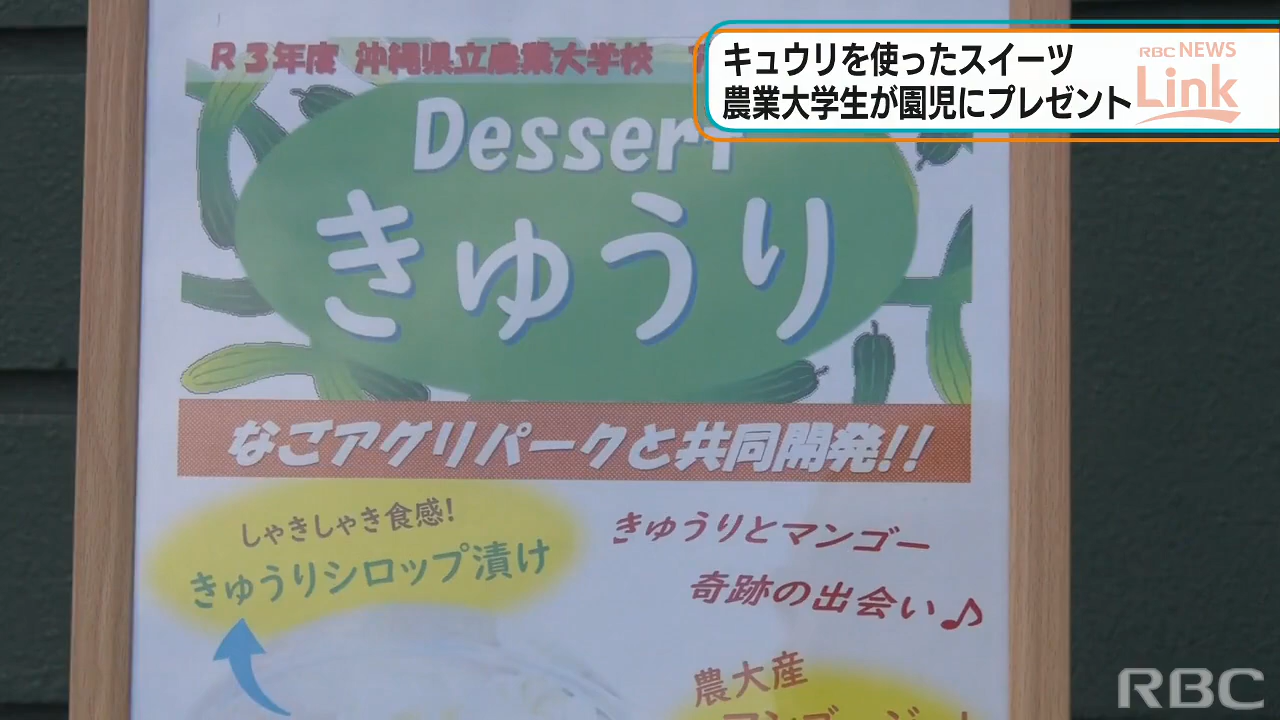 R3年度 沖縄県立農業大学校
キュウリを使ったスイーツ
農業大学生が園児にプレゼント
RBC NEWS
Link
Dessert
きゅうり
なごアグリパークと共同開発!!
しゃきしゃき食感!
きゅうりシロップ漬け
きゅうりとマンゴー
奇跡の出会い♪
農大産
RBC